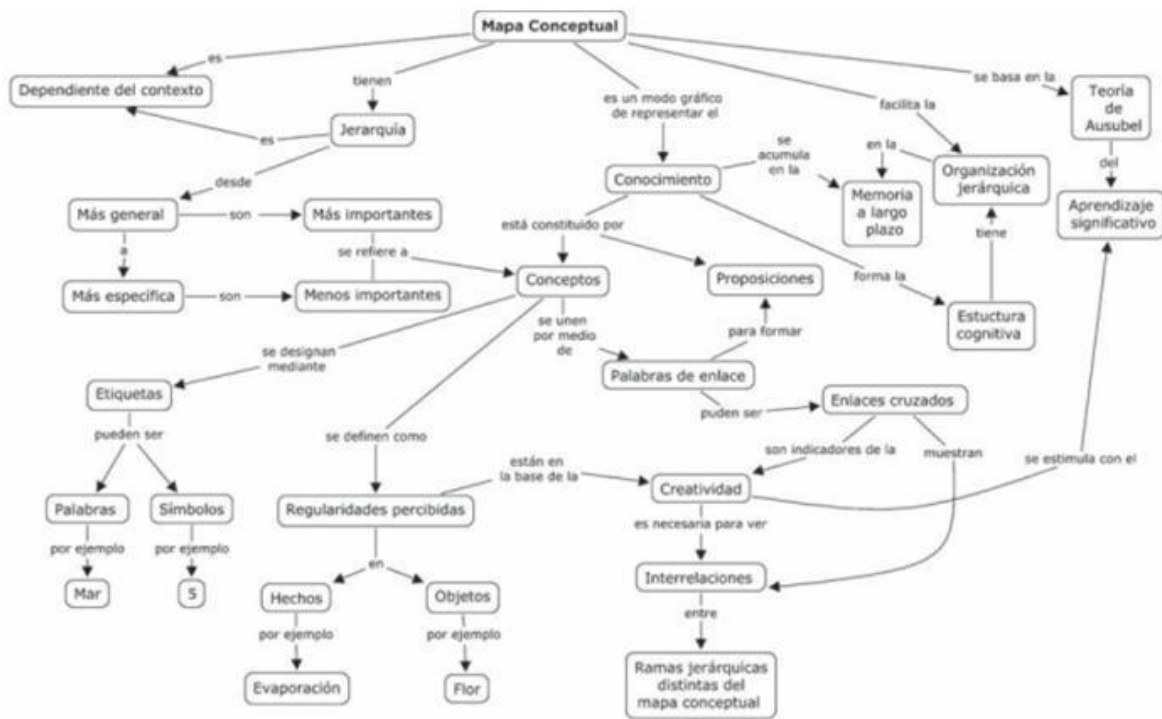 Mapa Conceptual
es
tienen
es un modo gráfico
de representar el
facilita la
se basa en la
Dependiente del contexto
es
Jerarquía
Teoría
de
Ausubel
desde
Conocimiento
se
acumula
en la
en la
Organización
jerárquica
del
Más general
son
Más importantes
está constituido por
Memoria
a largo
plazo
tiene
Aprendizaje
significativo
a
se refiere a
Más específica
son
Menos importantes
Conceptos
Proposiciones
forma la
Estuctura
cognitiva
se designan
mediante
se unen
por medio
de
para formar
Etiquetas
Palabras de enlace
puden ser
Enlaces cruzados
pueden ser
se definen como
son indicadores de la
muestran
se estimula con el
están en
la base de la
Creatividad
Palabras
Símbolos
Regularidades percibidas
es necesaria para ver
por ejemplo
por ejemplo
en
Interrelaciones
Mar
5
Hechos
Objetos
entre
por ejemplo
por ejemplo
Evaporación
Flor
Ramas jerárquicas
distintas del
mapa conceptual